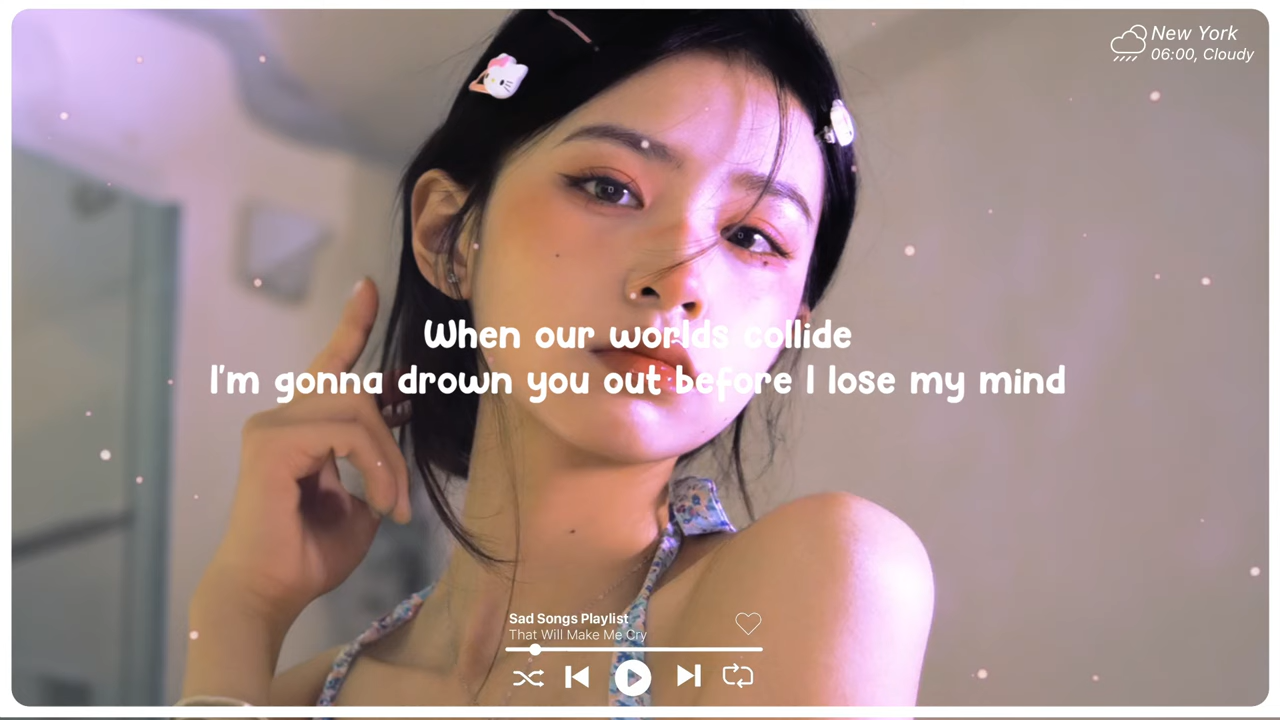 New York
06:00, Cloudy
When our worlds collide
I'm gonna drown you out before I lose my mind
Sad Songs Playlist
That Will Make Me Cry